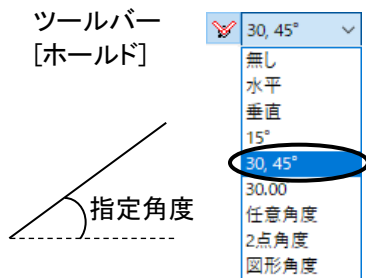 ツールバー
[ホールド]
30, 45°
無し
水平
垂直
15°
30, 45°
30.00
任意角度
2点角度
図形角度
指定角度